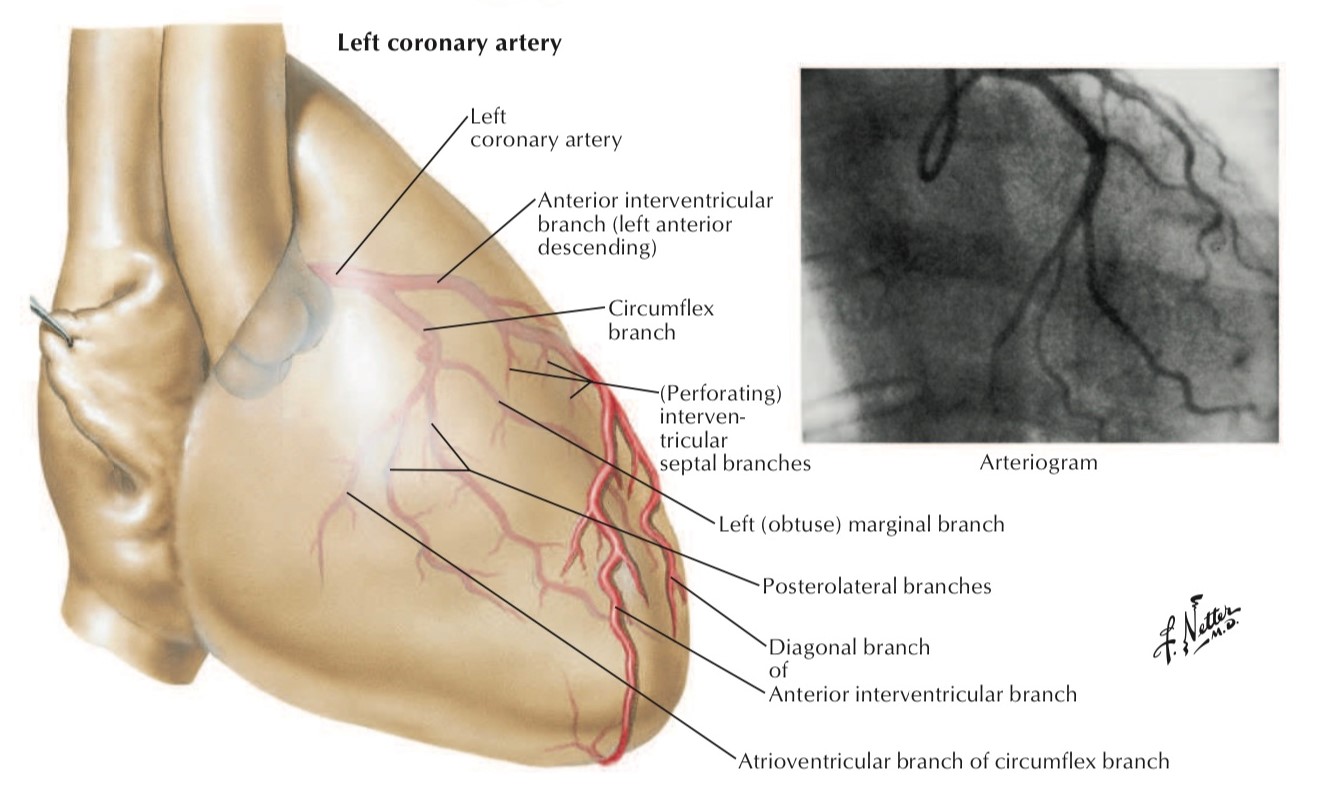 Left coronary artery
Left
coronary artery
Anterior interventricular
branch (left anterior
descending)
Circumflex
branch
(Perforating)
interven-
tricular
septal branches
Arteriogram
Left (obtuse) marginal branch
Posterolateral branches
Diagonal branch
of
Anterior interventricular branch
Atrioventricular branch of circumflex branch
F. Netter
M.D.